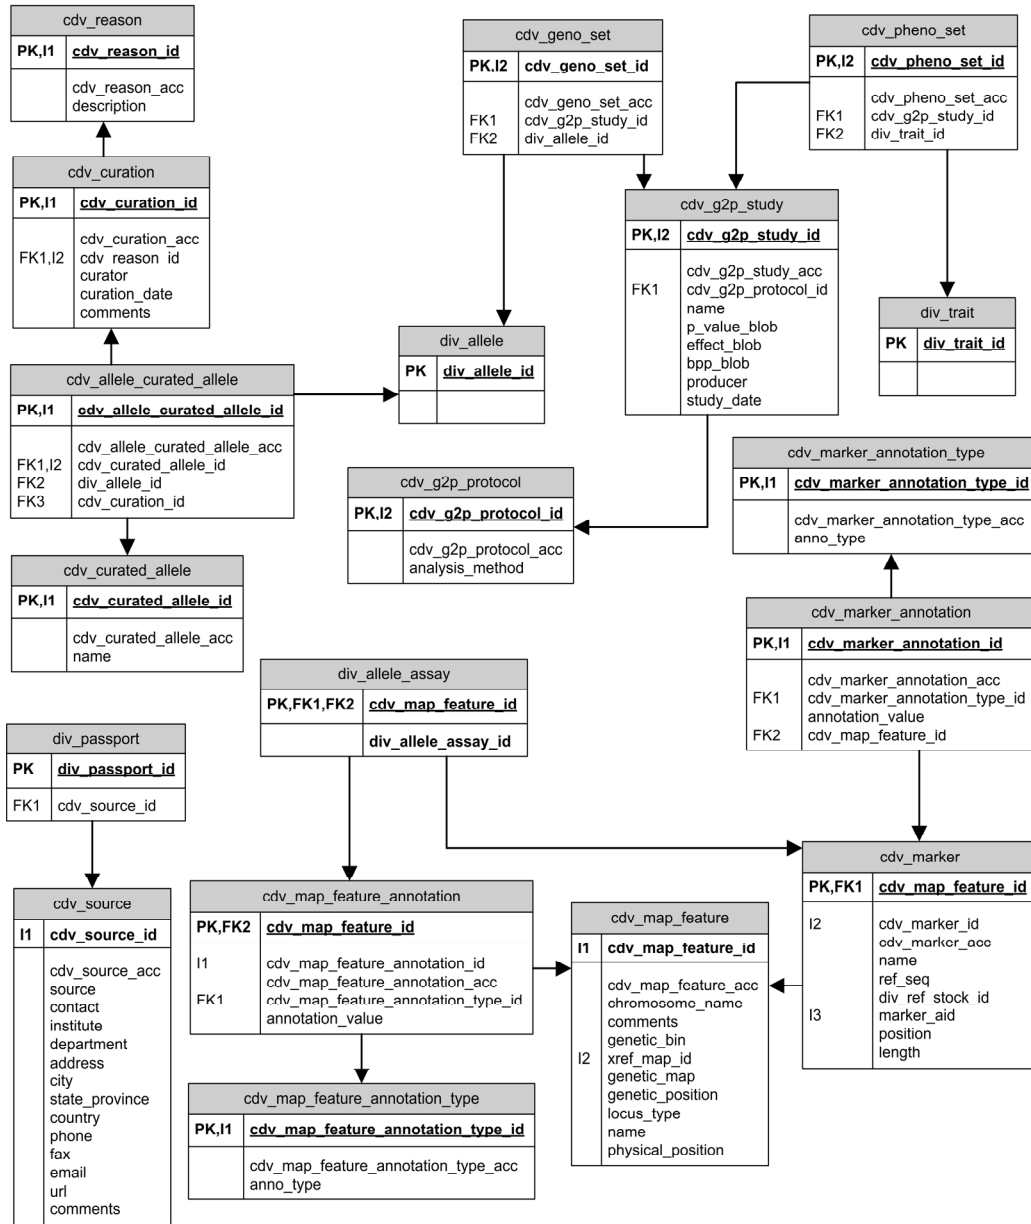 cdv_reason
PK,I1 cdv_reason_id
cdv_reason_acc
description
cdv_curation
PK,I1 cdv_curation_id
cdv_curation_acc
FK1,I2 cdv_reason_id
curator
curation_date
comments
cdv_allele_curated_allele
PK,I1 cdv_allele_curated_allele_id
cdv_allele_curated_allele_acc
FK1,I2 cdv_curated_allele_id
FK2 div_allele_id
FK3 cdv_curation_id
cdv_curated_allele
PK,I1 cdv_curated_allele_id
cdv_curated_allele_acc
name
cdv_geno_set
PK,I2 cdv_geno_set_id
cdv_geno_set_acc
FK1 cdv_g2p_study_id
FK2 div_allele_id
cdv_pheno_set
PK,I2 cdv_pheno_set_id
cdv_pheno_set_acc
FK1 cdv_g2p_study_id
FK2 div_trait_id
cdv_g2p_study
PK,I2 cdv_g2p_study_id
cdv_g2p_study_acc
FK1 cdv_g2p_protocol_id
name
p_value_blob
effect_blob
bpp_blob
producer
study_date
div_trait
PK div_trait_id
div_allele
PK div_allele_id
cdv_g2p_protocol
PK,I2 cdv_g2p_protocol_id
cdv_g2p_protocol_acc
analysis_method
cdv_marker_annotation_type
PK,I1 cdv_marker_annotation_type_id
cdv_marker_annotation_type_acc
anno_type
cdv_marker_annotation
PK,I1 cdv_marker_annotation_id
cdv_marker_annotation_acc
FK1 cdv_marker_annotation_type_id
annotation_value
FK2 cdv_map_feature_id
div_allele_assay
PK,FK1,FK2 cdv_map_feature_id
div_allele_assay_id
div_passport
PK div_passport_id
FK1 cdv_source_id
cdv_source
I1 cdv_source_id
cdv_source_acc
source
contact
institute
department
address
city
state_province
country
phone
fax
email
url
comments
cdv_map_feature_annotation
PK,FK2 cdv_map_feature_id
I1 cdv_map_feature_annotation_id
cdv_map_feature_annotation_acc
FK1 cdv_map_feature_annotation_type_id
annotation_value
cdv_map_feature_annotation_type
PK,I1 cdv_map_feature_annotation_type_id
cdv_map_feature_annotation_type_acc
anno_type
cdv_map_feature
I1 cdv_map_feature_id
cdv_map_feature_acc
chromosome_name
comments
genetic_bin
I2 xref_map_id
genetic_map
genetic_position
locus_type
name
physical_position
cdv_marker
PK,FK1 cdv_map_feature_id
I2 cdv_marker_id
cdv_marker_acc
name
ref_seq
div_ref_stock_id
I3 marker_aid
position
length